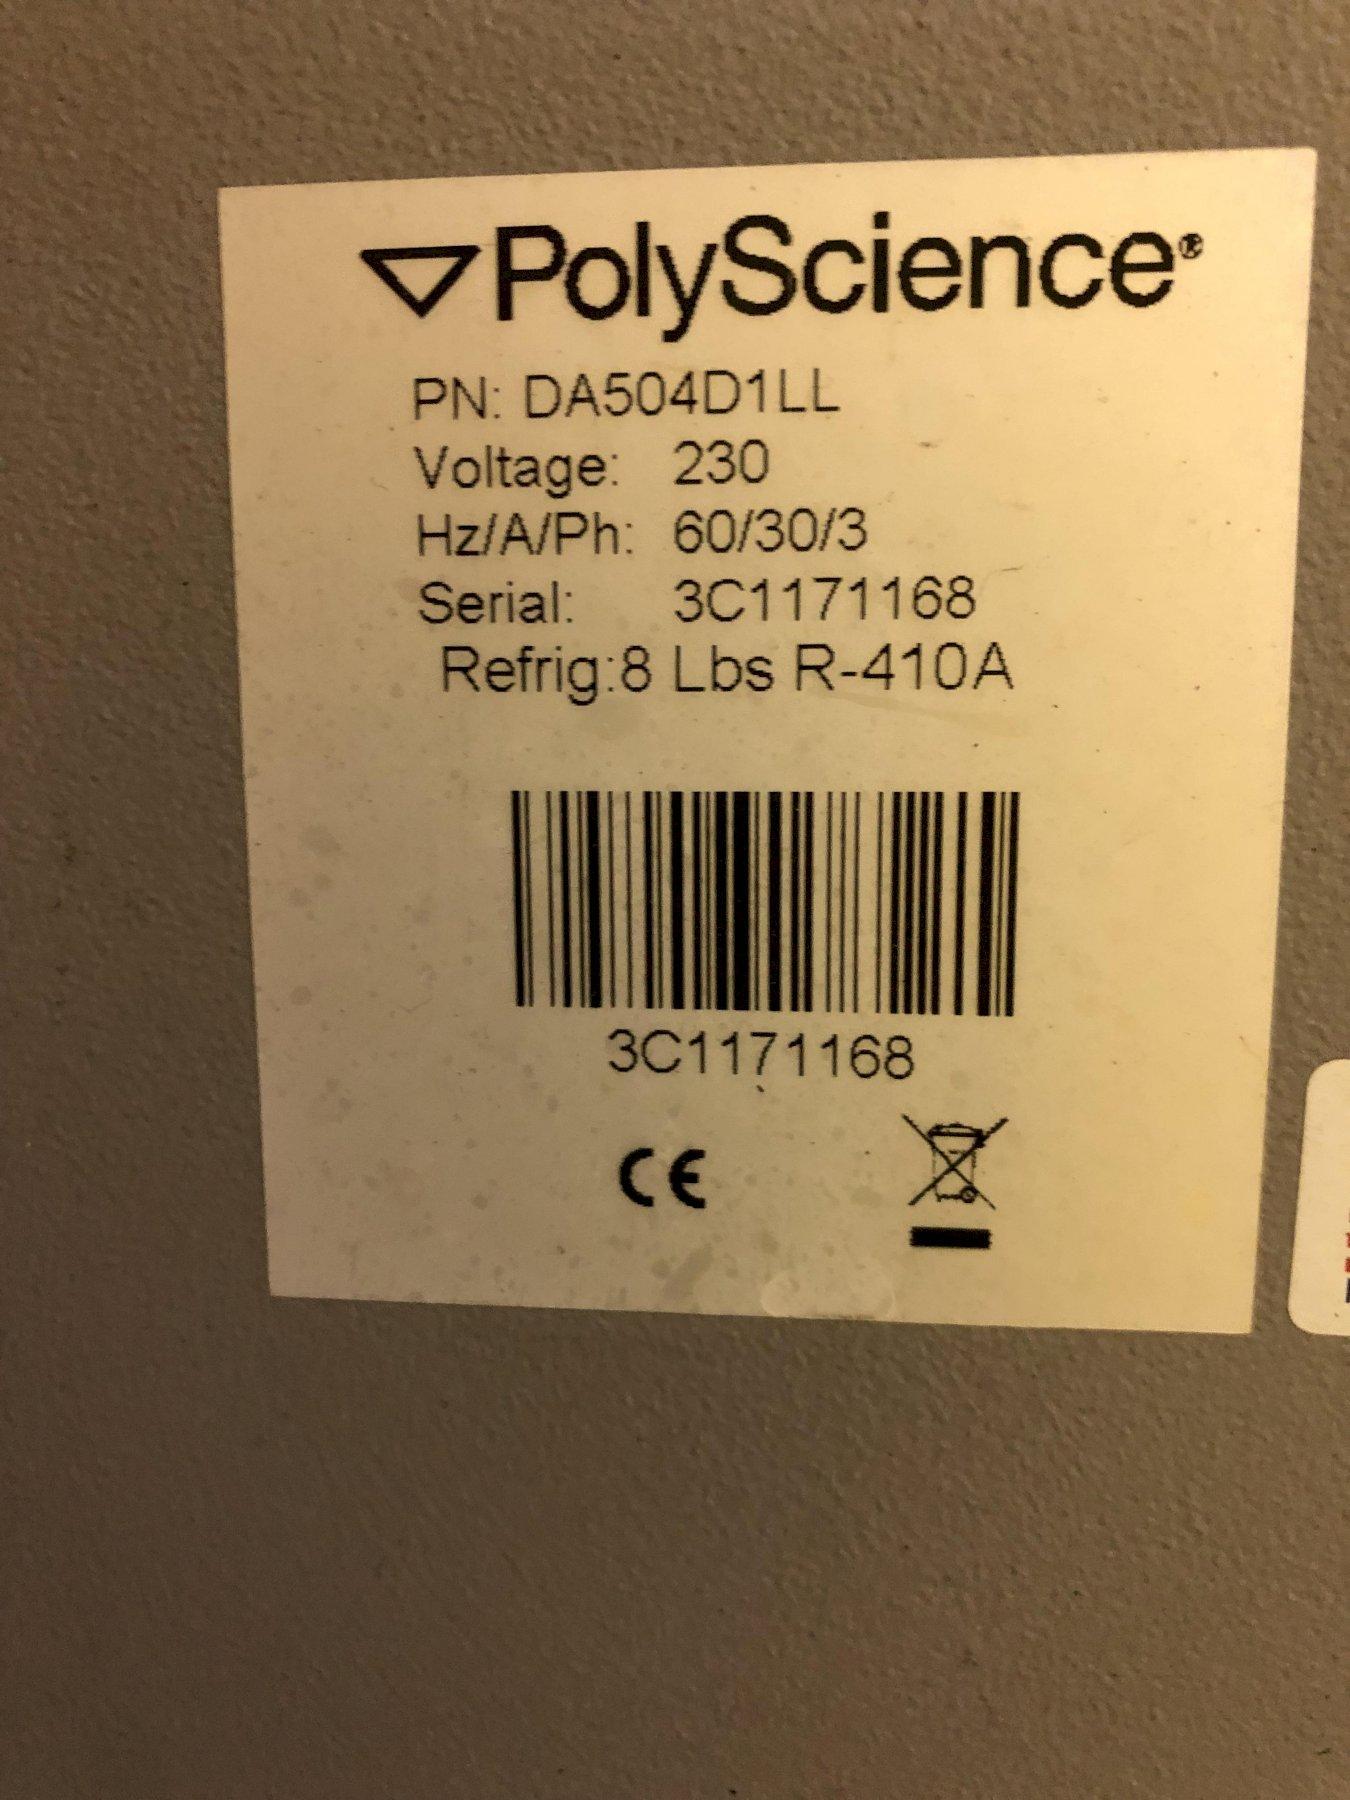 PolyScience®
PN: DA504D1LL
Voltage: 230
Hz/A/Ph: 60/30/3
Serial: 3C1171168
Refrig:8 Lbs R-410A
3C1171168
CE